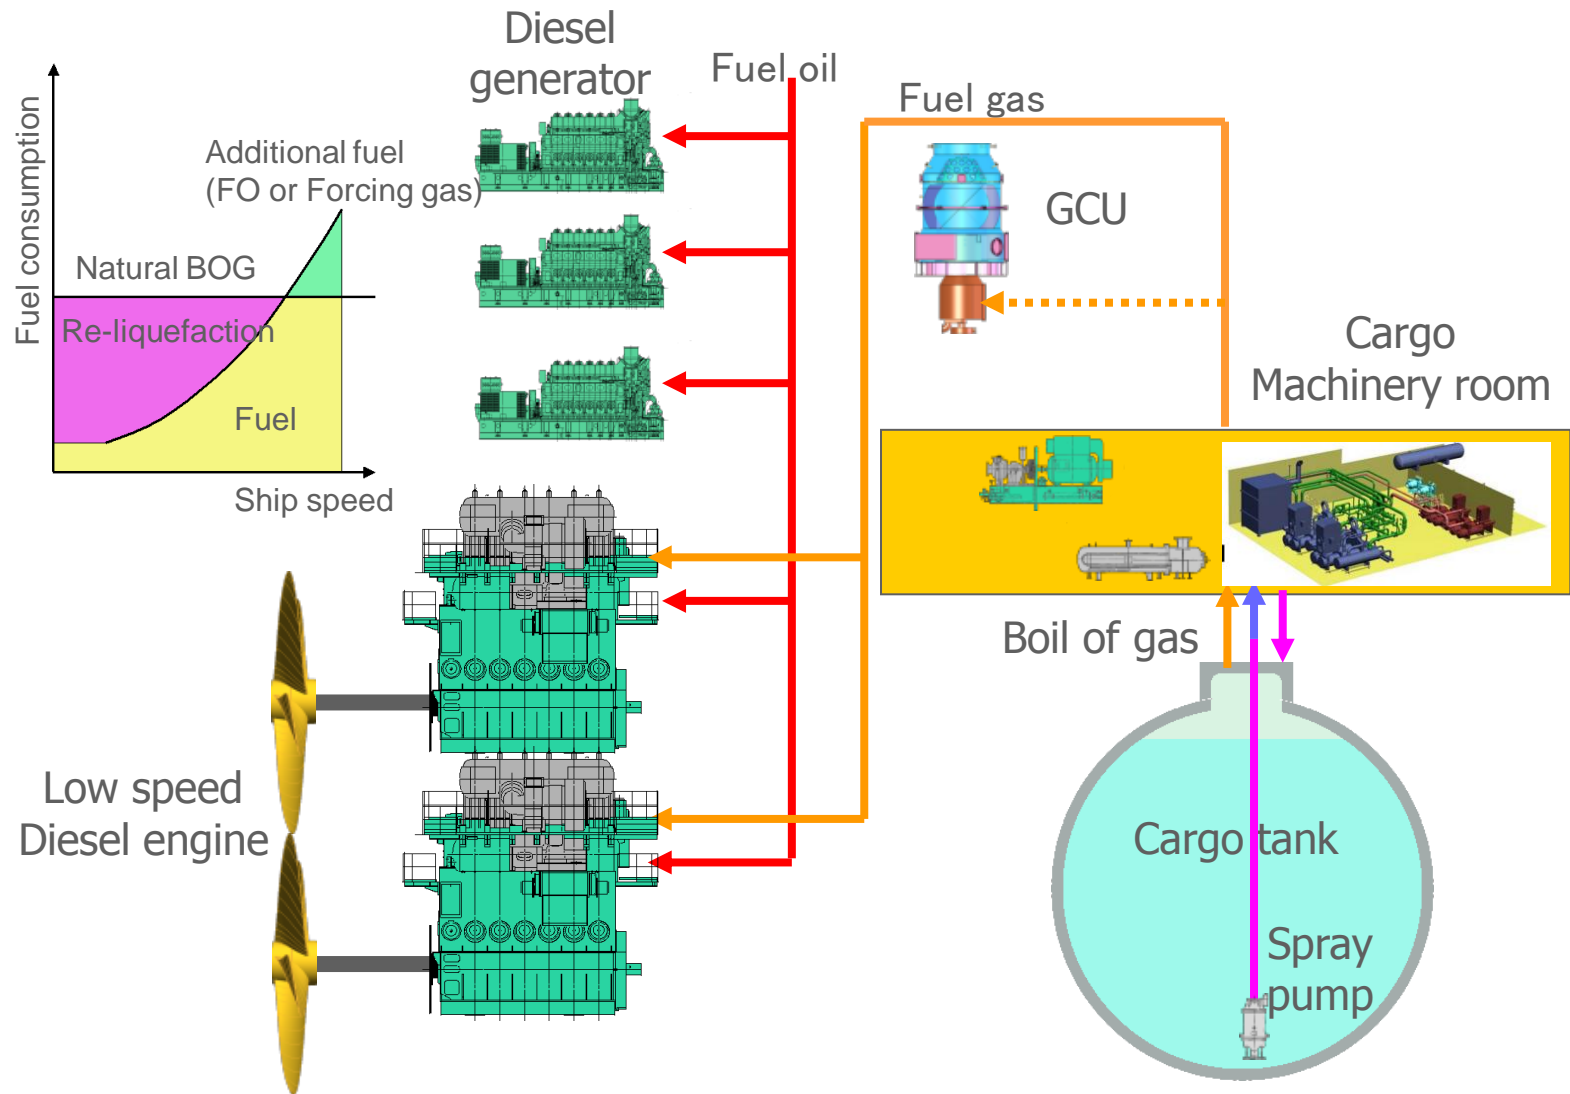 Diesel
generator
Fuel oil
Fuel gas
Fuel consumption
Additional fuel
(FO or Forcing gas)
Natural BOG
Re-liquefaction
Fuel
Ship speed
GCU
Cargo
Machinery room
Boil of gas
Low speed
Diesel engine
Cargo tank
Spray
pump